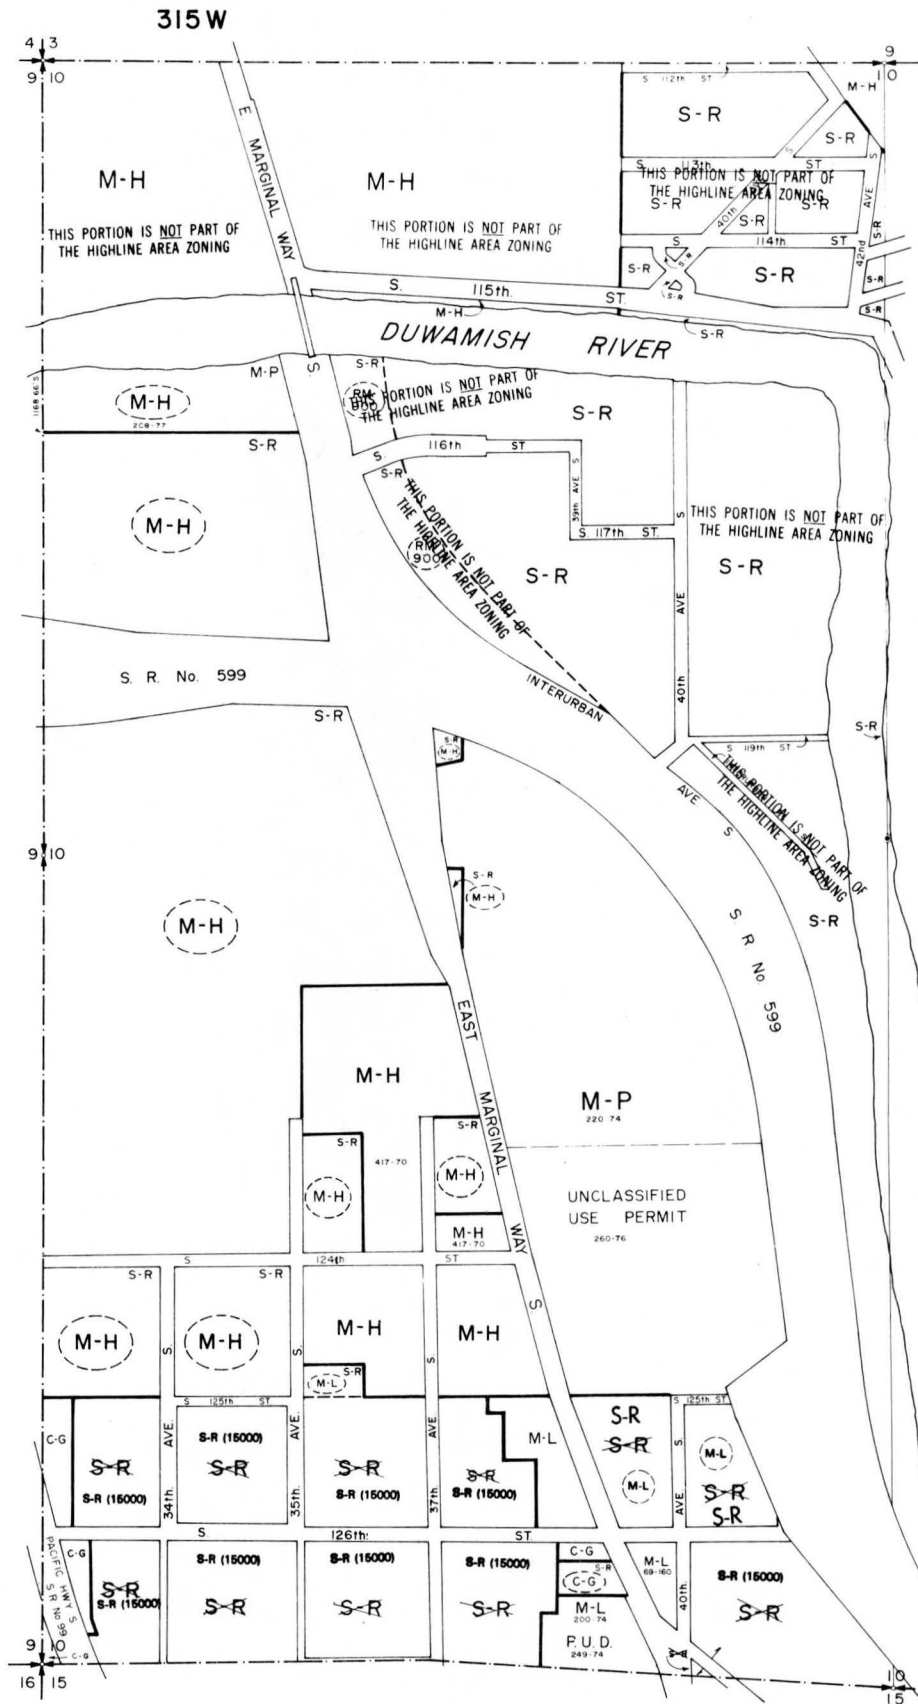 315W
4 3
9 10
9
10
S 112th ST
M-H
S-R
S-R
E MARGINAL WAY
M-H
M-H
S 113th ST
THIS PORTION IS NOT PART OF
THE HIGHLINE AREA ZONING
S-R
S-R
S-R
40th
S
S
AVE
42nd
S-R
THIS PORTION IS NOT PART OF
THE HIGHLINE AREA ZONING
THIS PORTION IS NOT PART OF
THE HIGHLINE AREA ZONING
S 114th ST
S-R
S-R
S-R
S-R
S-R
S-R
S. 115th. ST.
M-H
S-R
DUWAMISH RIVER
S.
M-P
S-R
1168.66 S
M-H
208-77
RM
900
THIS PORTION IS NOT PART OF
THE HIGHLINE AREA ZONING
S-R
S-R
S. 116th ST
S-R
39th AVE S
M-H
THIS PORTION IS NOT PART OF
THE HIGHLINE AREA ZONING
RM
900
S 117th ST.
S-R
THIS PORTION IS NOT PART OF
THE HIGHLINE AREA ZONING
S-R
40th AVE S
S. R. No. 599
S-R
INTERURBAN
AVE S
S-R
M-H
S 119th ST
S-R
THIS PORTION IS NOT PART OF
THE HIGHLINE AREA ZONING
9 10
S-R
M-H
S-R
M-H
S R No. 599
EAST MARGINAL WAY S.
M-H
M-P
220 74
S-R
417-70
S-R
M-H
M-H
M-H
417-70
UNCLASSIFIED
USE PERMIT
260-76
S 124th ST
S-R
S-R
M-H
M-H
M-H
M-H
S-R
M-L
S 125th ST
S 125th ST
C-G
34th. AVE. S.
35th. AVE. S.
37th AVE S.
S-R
S-R (15000)
S-R (15000)
S-R
S-R
S-R (15000)
S-R
S-R (15000)
M-L
S-R
S-R
M-L
M-L
S-R
S-R
40th. AVE S.
S 126th. ST.
PACIFIC HWY S
S R No 99
C-G
S-R
S-R (15000)
S-R (15000)
S-R
S-R (15000)
S-R
S-R (15000)
S-R
C-G
S-R
C-G
M-L
200 74
P.U.D.
249-74
M-L
69-160
S-R (15000)
S-R
9 10
16 15
C-G
10
15